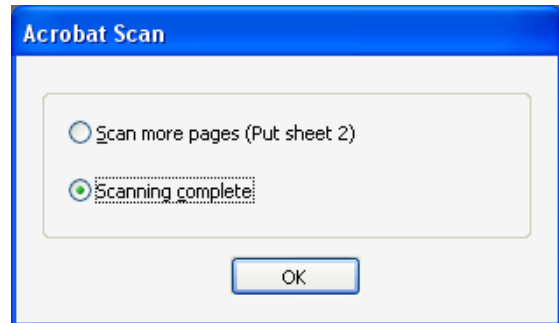 Acrobat Scan
Scan more pages (Put sheet 2)
Scanning complete
OK